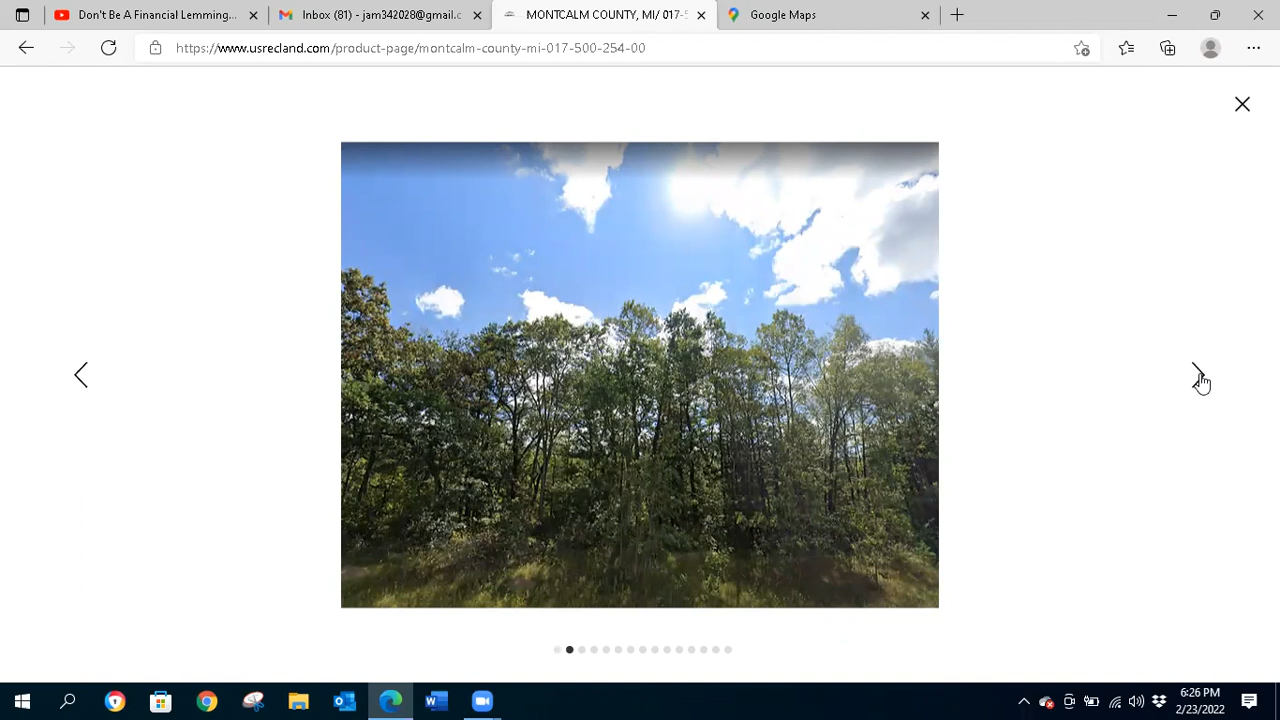 Don't Be A Financial Lemming...
Inbox (81) - jam342028@gmail.c
MONTCALM COUNTY, MI/ 017-5
Google Maps
https://www.usrecland.com/product-page/montcalm-county-mi-017-500-254-00
6:26 PM
2/23/2022